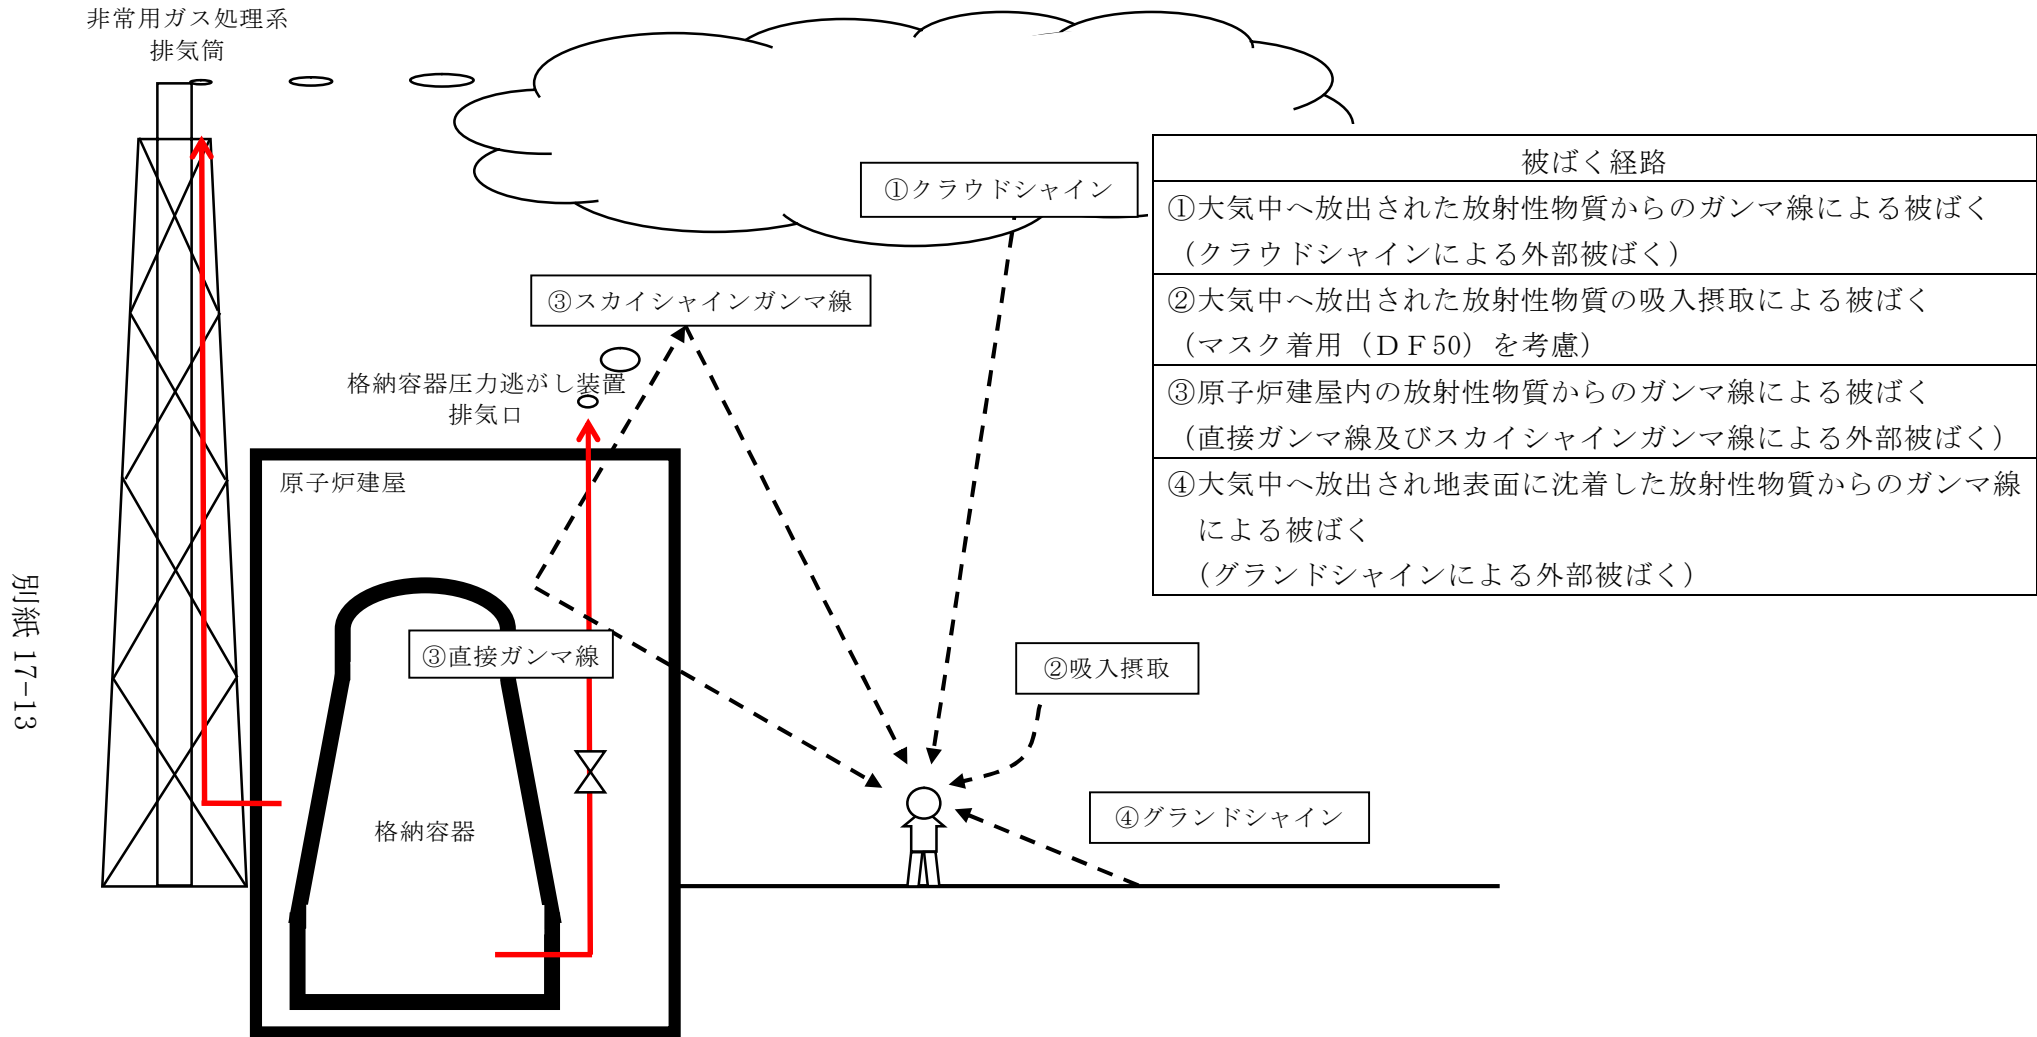 非常用ガス処理系
排気筒
①クラウドシャイン
③スカイシャインガンマ線
格納容器圧力逃がし装置
排気口
原子炉建屋
③直接ガンマ線
格納容器
②吸入摂取
④グランドシャイン
被ばく経路
①大気中へ放出された放射性物質からのガンマ線による被ばく
（クラウドシャインによる外部被ばく）
②大気中へ放出された放射性物質の吸入摂取による被ばく
（マスク着用（ＤＦ50）を考慮）
③原子炉建屋内の放射性物質からのガンマ線による被ばく
（直接ガンマ線及びスカイシャインガンマ線による外部被ばく）
④大気中へ放出され地表面に沈着した放射性物質からのガンマ線
による被ばく
（グランドシャインによる外部被ばく）
別紙 17-13